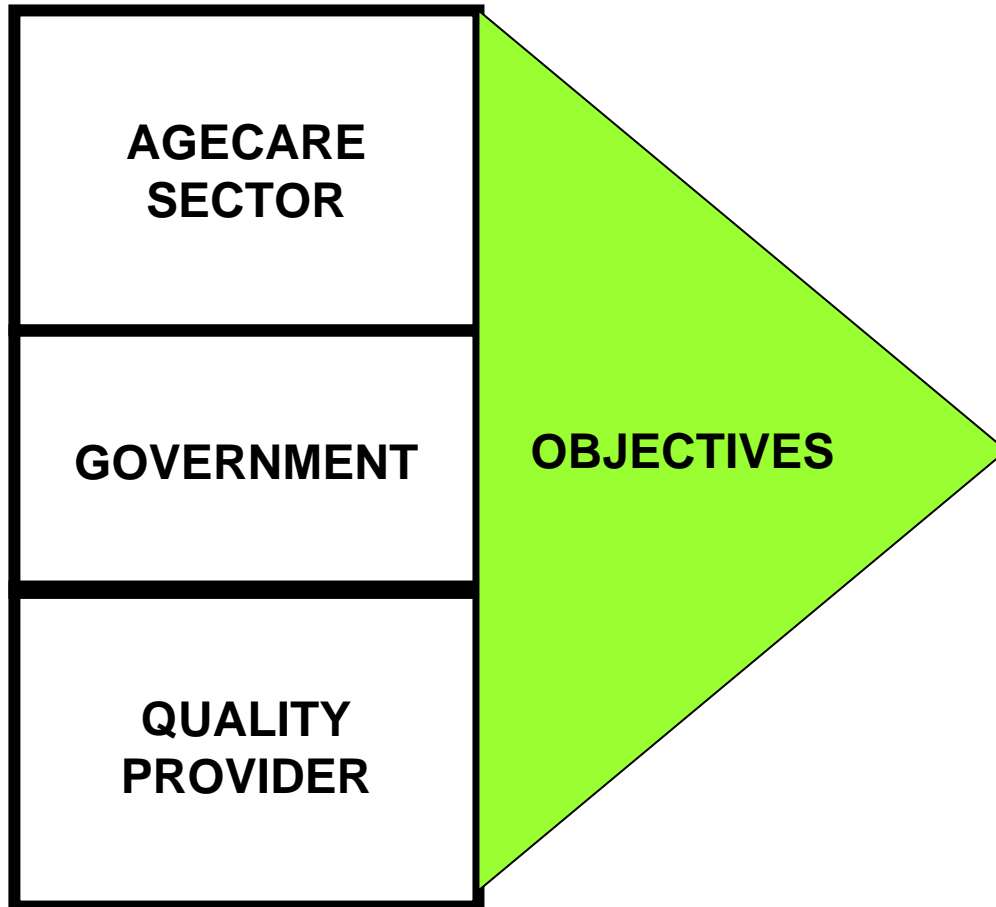 AGECARE
SECTOR
GOVERNMENT
OBJECTIVES
QUALITY
PROVIDER